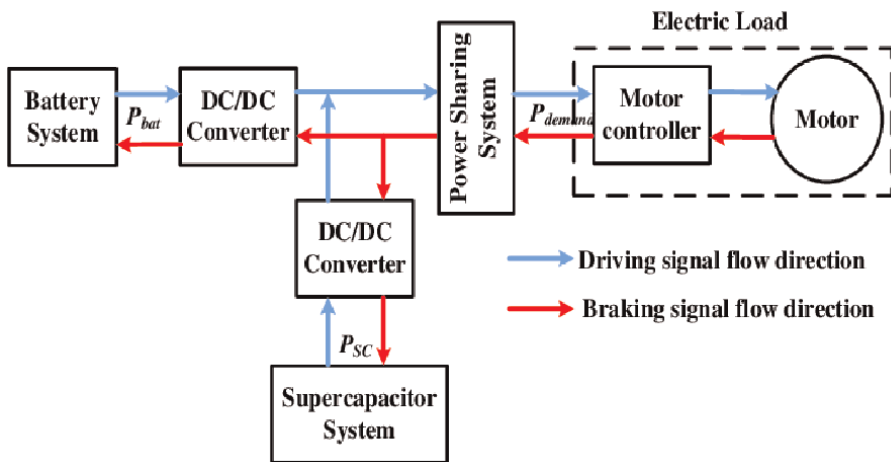 Electric Load
Battery
System
P_bat
DC/DC
Converter
Power Sharing
System
P_demand
Motor
controller
Motor
DC/DC
Converter
Driving signal flow direction
Braking signal flow direction
P_SC
Supercapacitor
System